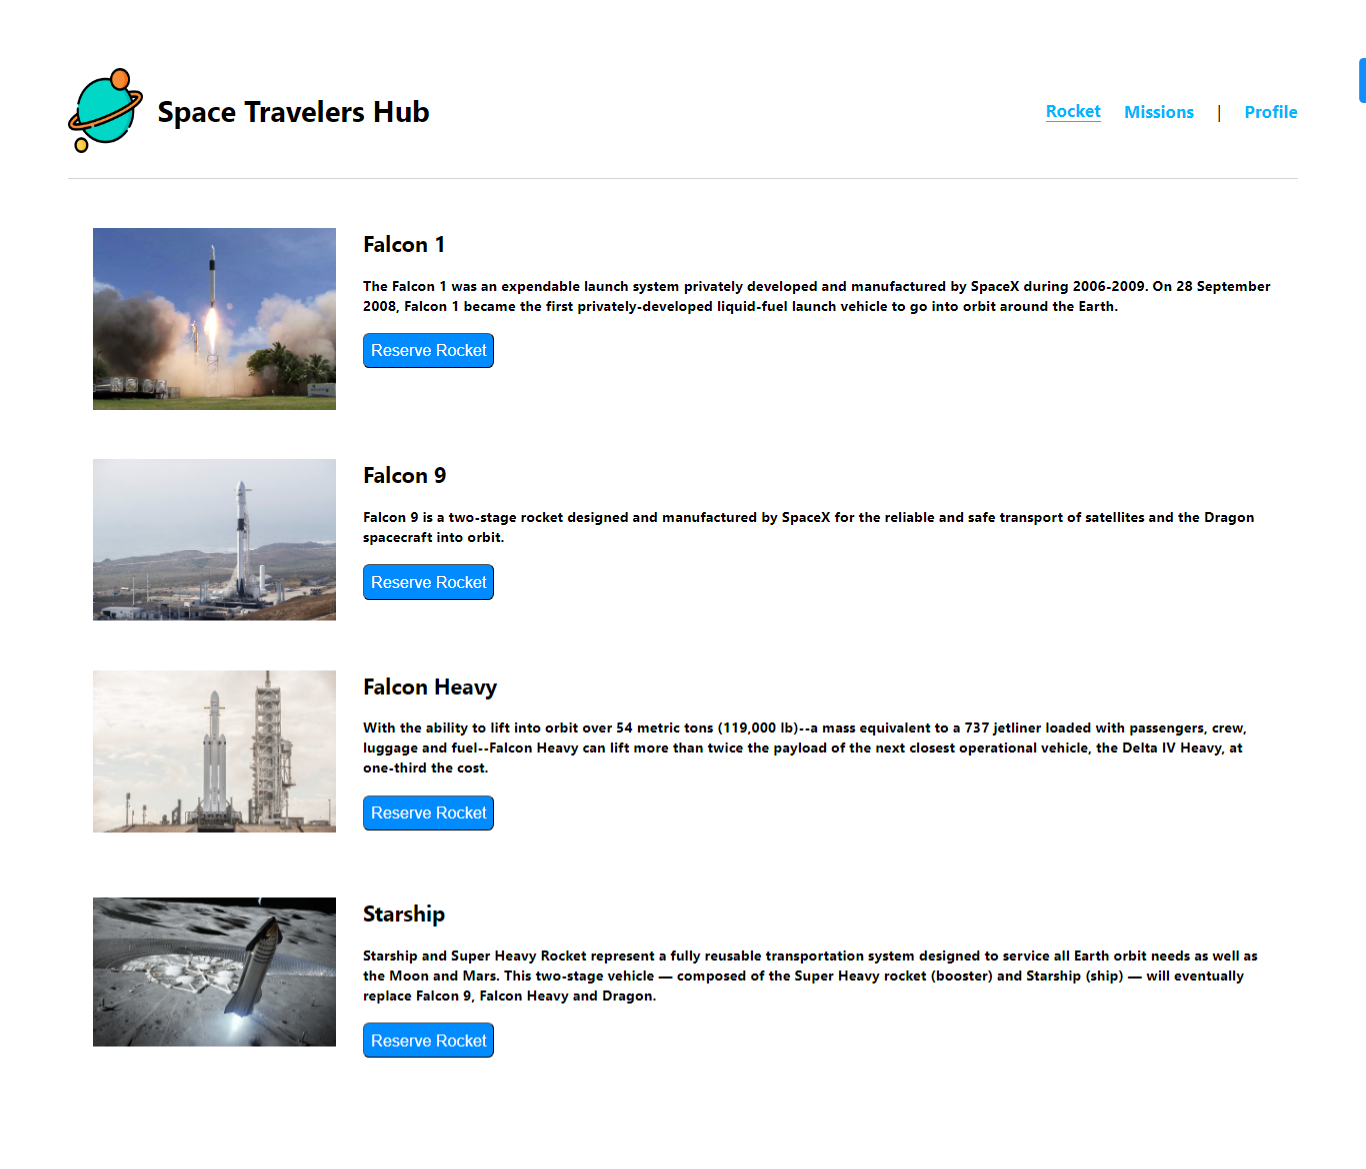 Space Travelers Hub
Rocket Missions | Profile
Falcon 1
The Falcon 1 was an expendable launch system privately developed and manufactured by SpaceX during 2006-2009. On 28 September
2008, Falcon 1 became the first privately-developed liquid-fuel launch vehicle to go into orbit around the Earth.
Reserve Rocket
Falcon 9
Falcon 9 is a two-stage rocket designed and manufactured by SpaceX for the reliable and safe transport of satellites and the Dragon
spacecraft into orbit.
Reserve Rocket
Falcon Heavy
With the ability to lift into orbit over 54 metric tons (119,000 lb)--a mass equivalent to a 737 jetliner loaded with passengers, crew,
luggage and fuel--Falcon Heavy can lift more than twice the payload of the next closest operational vehicle, the Delta IV Heavy, at
one-third the cost.
Reserve Rocket
Starship
Starship and Super Heavy Rocket represent a fully reusable transportation system designed to service all Earth orbit needs as well as
the Moon and Mars. This two-stage vehicle — composed of the Super Heavy rocket (booster) and Starship (ship) — will eventually
replace Falcon 9, Falcon Heavy and Dragon.
Reserve Rocket